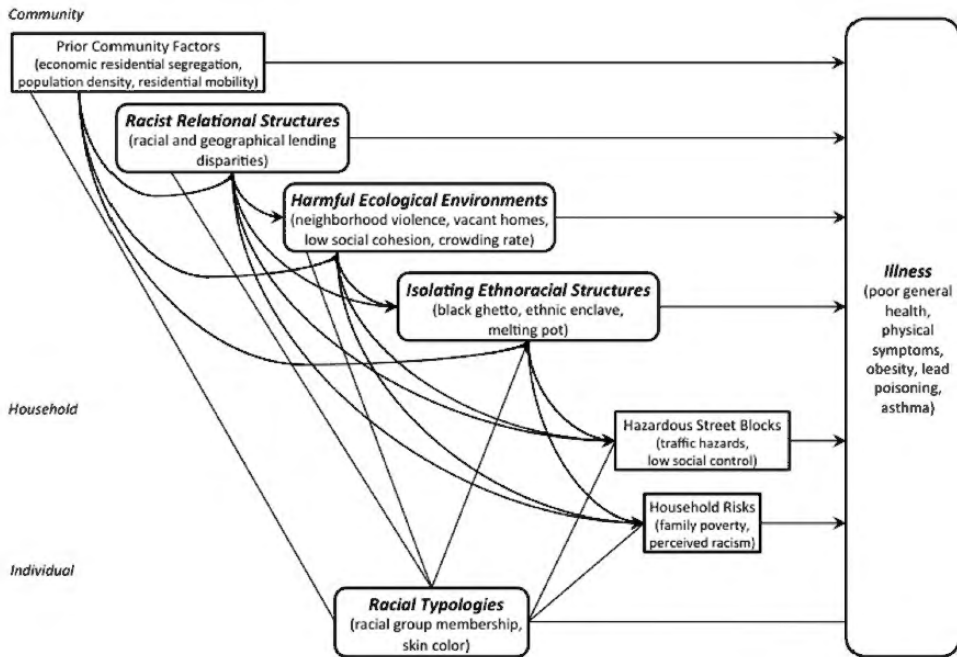 Community
Prior Community Factors
(economic residential segregation,
population density, residential mobility)
Racist Relational Structures
(racial and geographical lending
disparities)
Harmful Ecological Environments
(neighborhood violence, vacant homes,
low social cohesion, crowding rate)
Isolating Ethnoracial Structures
(black ghetto, ethnic enclave,
melting pot)
Illness
(poor general
health,
physical
symptoms,
obesity, lead
poisoning,
asthma)
Household
Hazardous Street Blocks
(traffic hazards,
low social control)
Household Risks
(family poverty,
perceived racism)
Individual
Racial Typologies
(racial group membership,
skin color)